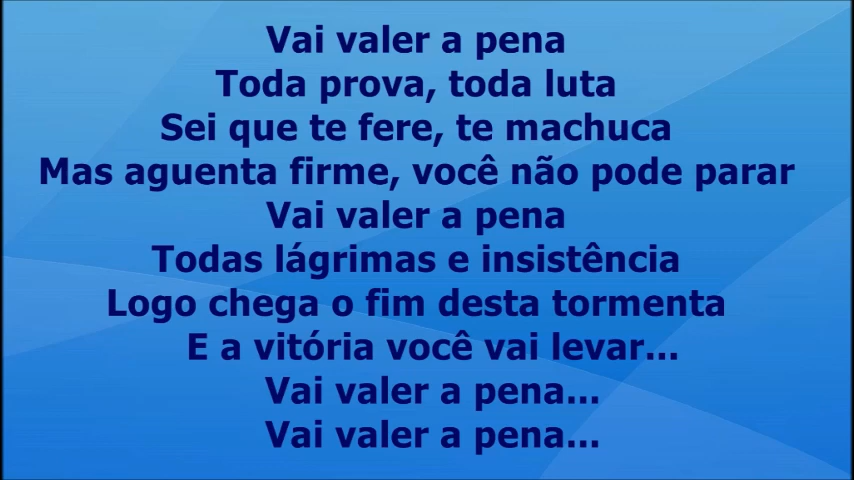 Vai valer a pena
Toda prova, toda luta
Sei que te fere, te machuca
Mas aguenta firme, você não pode parar
Vai valer a pena
Todas lágrimas e insistência
Logo chega o fim desta tormenta
E a vitória você vai levar...
Vai valer a pena...
Vai valer a pena...